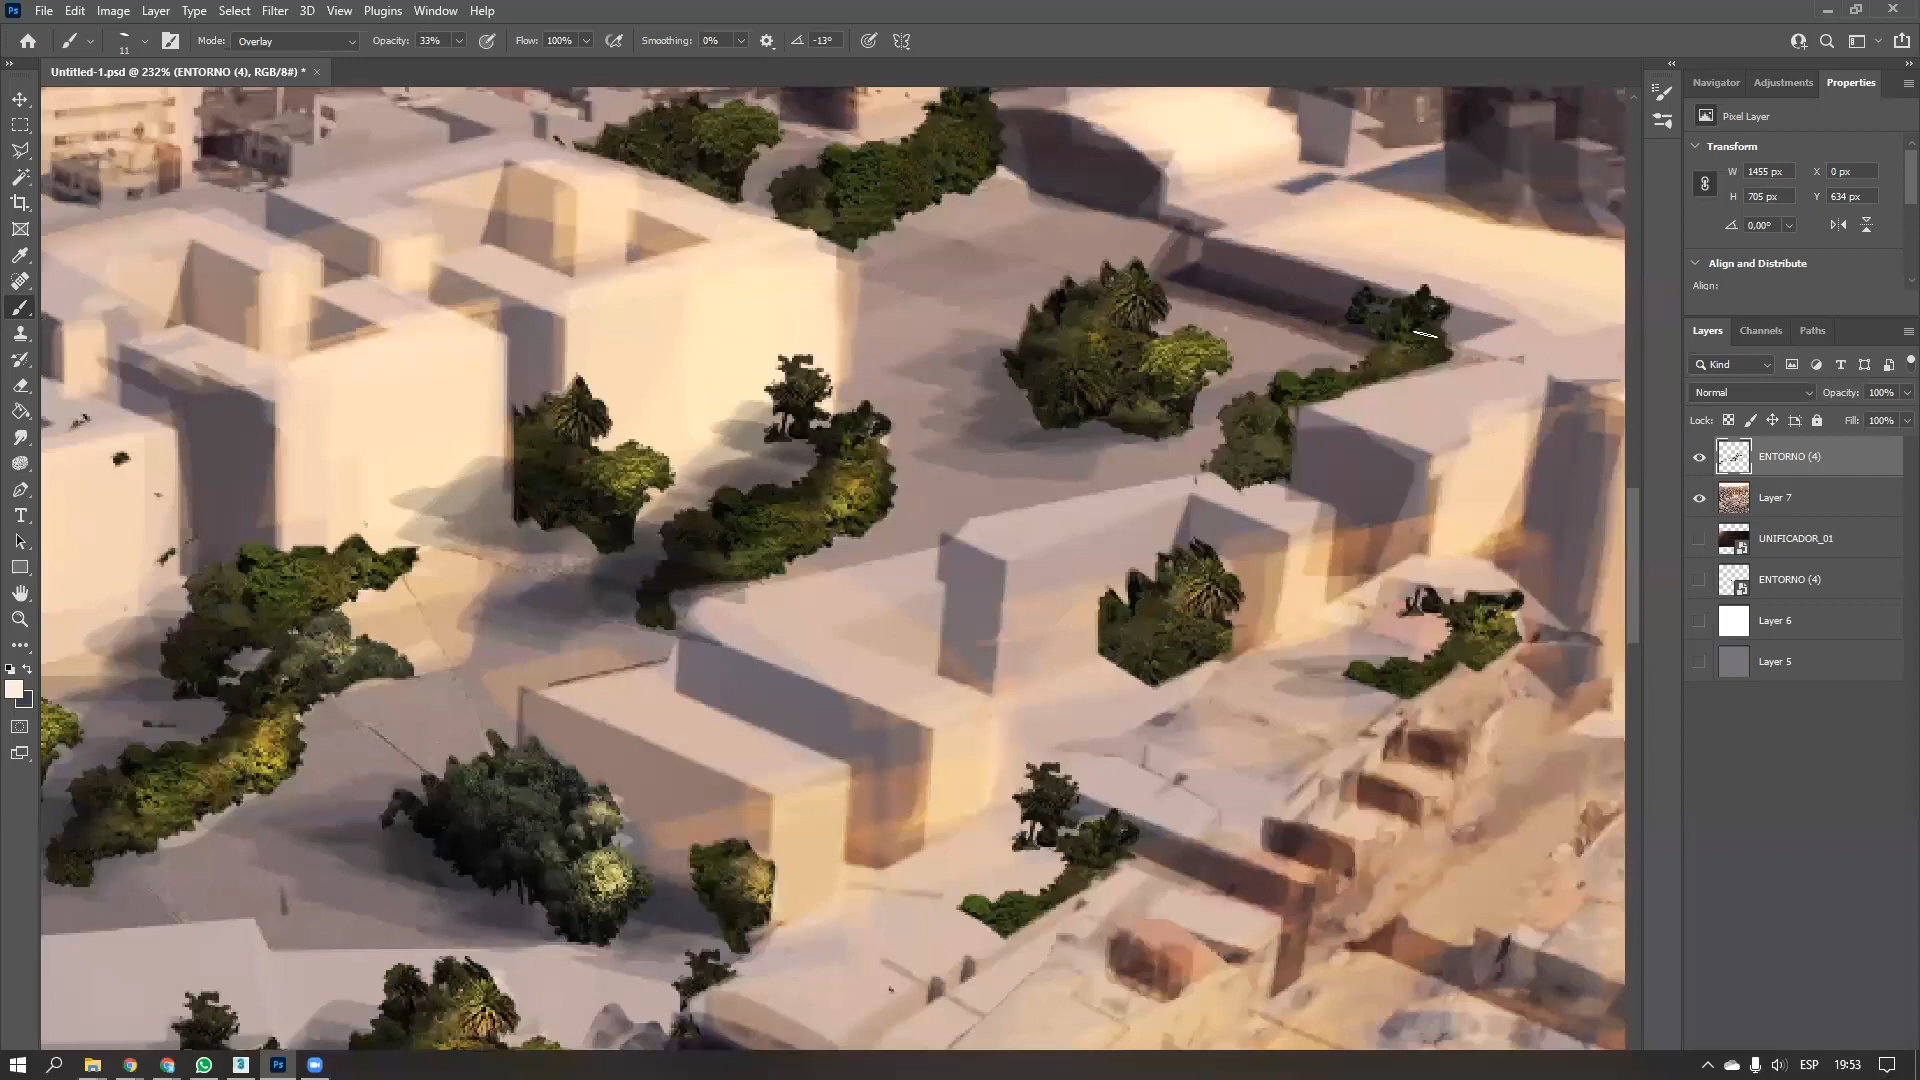 Ps File Edit Image Layer Type Select Filter 3D View Plugins Window Help
11 Mode: Overlay Opacity: 33% Flow: 100% Smoothing: 0% -13°
Untitled-1.psd @ 232% (ENTORNO (4), RGB/8#) * ×
Navigator Adjustments Properties
Pixel Layer
Transform
W 1455 px X 0 px
H 705 px Y 634 px
0,00°
Align and Distribute
Align:
Layers Channels Paths
Kind
Normal Opacity: 100%
Lock: Fill: 100%
ENTORNO (4)
Layer 7
UNIFICADOR_01
ENTORNO (4)
Layer 6
Layer 5
Ps ESP 19:53